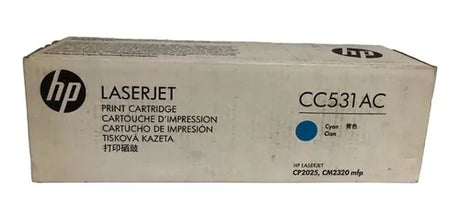 hp
LASERJET
PRINT CARTRIDGE
CARTOUCHE D'IMPRESSION
CARTUCHO DE IMPRESIÓN
TISKOVÁ KAZETA
打印硒鼓
CC531AC
Cyan 青色
Cian
HP LASERJET
CP2025, CM2320 mfp